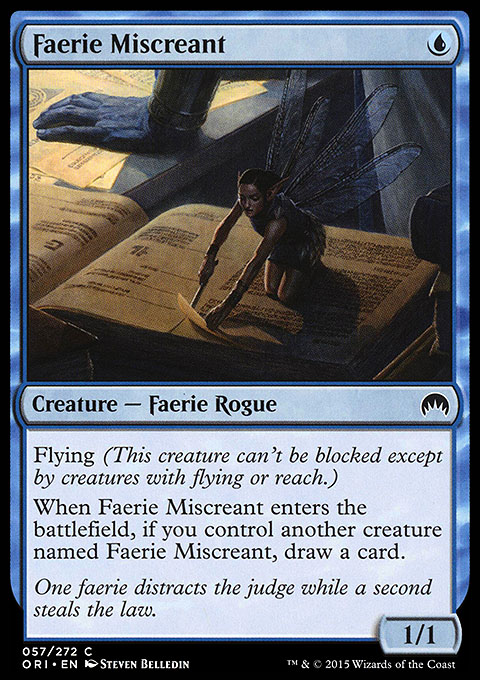 Faerie Miscreant
Creature — Faerie Rogue
Flying (This creature can't be blocked except
by creatures with flying or reach.)
When Faerie Miscreant enters the
battlefield, if you control another creature
named Faerie Miscreant, draw a card.
One faerie distracts the judge while a second
steals the law.
1/1
057/272 C
ORI • EN Steven Belledin
™ & © 2015 Wizards of the Coast